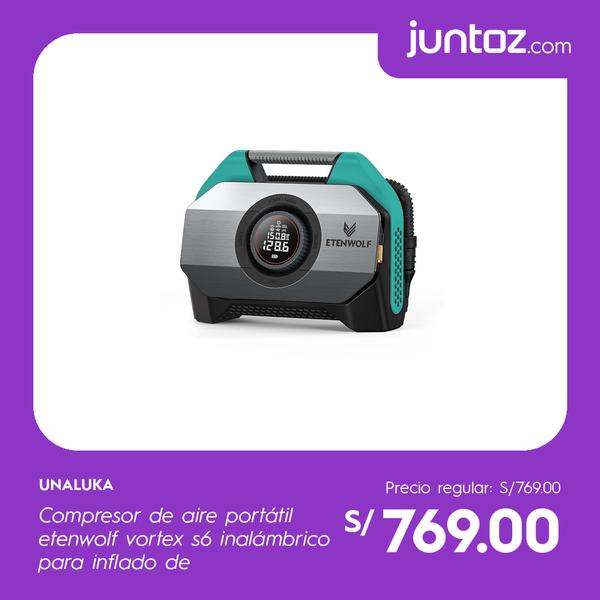 juntoz.com
150.8
128.6
ETENWOLF
UNALUKA
Compresor de aire portátil
etenwolf vortex s6 inalámbrico
para inflado de
Precio regular: S/769.00
S/ 769.00